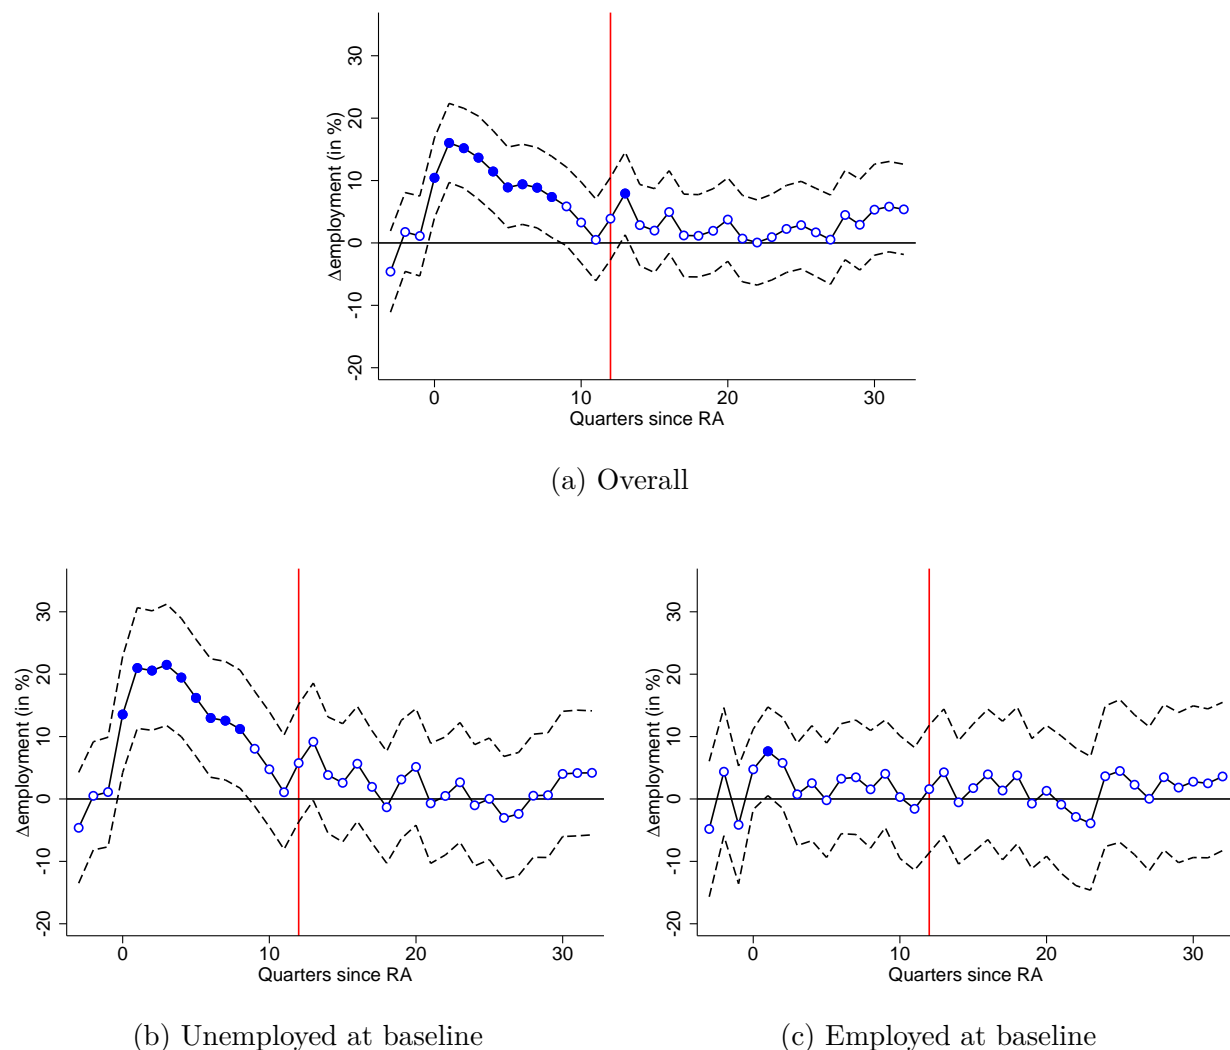 30
20
10
0
-10
-20
Δemployment (in %)
0 10 20 30
Quarters since RA
(a) Overall
30
20
10
0
-10
-20
Δemployment (in %)
0 10 20 30
Quarters since RA
(b) Unemployed at baseline
30
20
10
0
-10
-20
Δemployment (in %)
0 10 20 30
Quarters since RA
(c) Employed at baseline